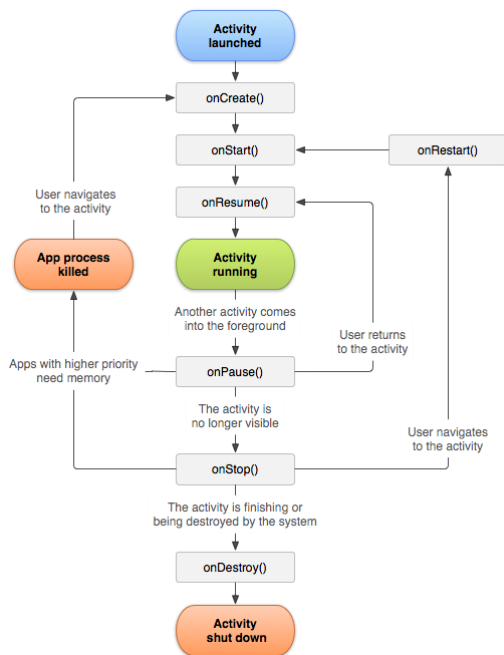 Activity
launched
onCreate()
onStart()
onRestart()
User navigates
to the activity
onResume()
App process
killed
Activity
running
Another activity comes
into the foreground
User returns
to the activity
Apps with higher priority
need memory
onPause()
The activity is
no longer visible
User navigates
to the activity
onStop()
The activity is finishing or
being destroyed by the system
onDestroy()
Activity
shut down